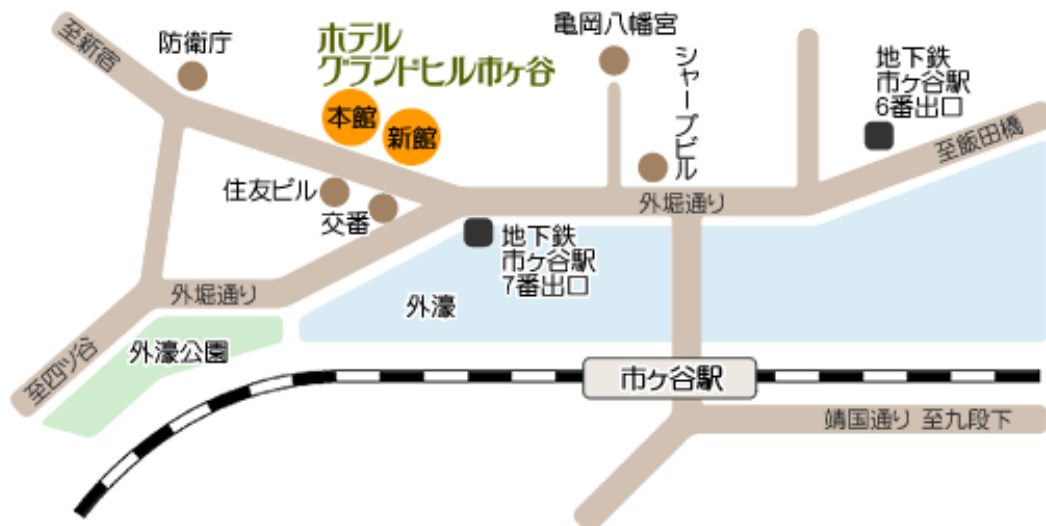 至新宿
防衛庁
ホテル
グランドヒル市ヶ谷
本館
新館
亀岡八幡宮
シャープビル
地下鉄
市ヶ谷駅
6番出口
至飯田橋
住友ビル
交番
外堀通り
地下鉄
市ヶ谷駅
7番出口
外堀通り
外濠
至四ツ谷
外濠公園
市ヶ谷駅
靖国通り 至九段下